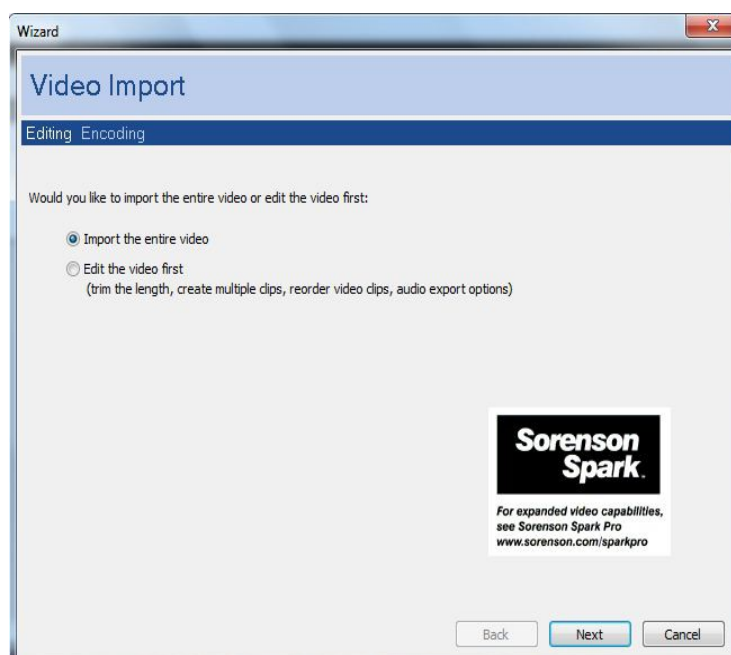 Wizard
Video Import
Editing Encoding
Would you like to import the entire video or edit the video first:
Import the entire video
Edit the video first
(trim the length, create multiple clips, reorder video clips, audio export options)
Sorenson
Spark.
For expanded video capabilities,
see Sorenson Spark Pro
www.sorenson.com/sparkpro
Back Next Cancel